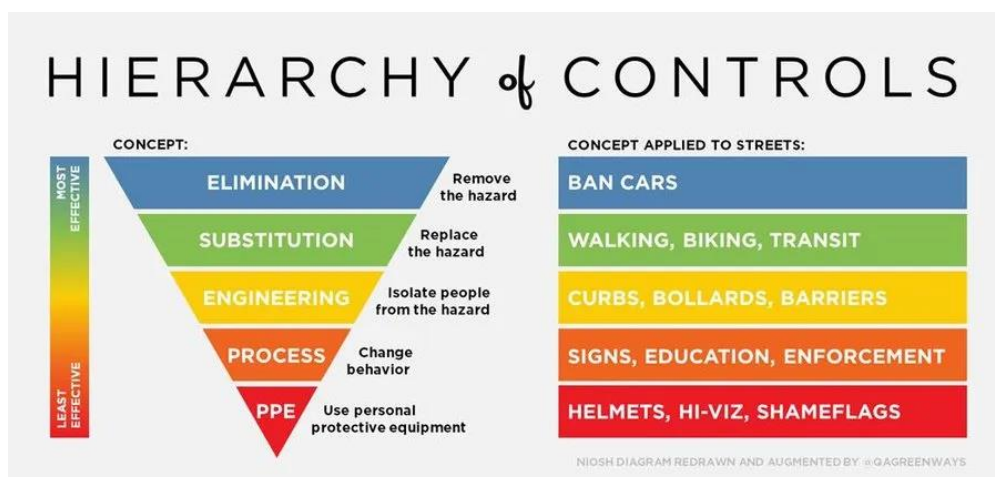 HIERARCHY of CONTROLS
CONCEPT:
MOST
EFFECTIVE
LEAST
EFFECTIVE
ELIMINATION
Remove
the hazard
SUBSTITUTION
Replace
the hazard
ENGINEERING
Isolate people
from the hazard
PROCESS
Change
behavior
PPE
Use personal
protective equipment
CONCEPT APPLIED TO STREETS:
BAN CARS
WALKING, BIKING, TRANSIT
CURBS, BOLLARDS, BARRIERS
SIGNS, EDUCATION, ENFORCEMENT
HELMETS, HI-VIZ, SHAMEFLAGS
NIOSH DIAGRAM REDRAWN AND AUGMENTED BY @QAGREENWAYS